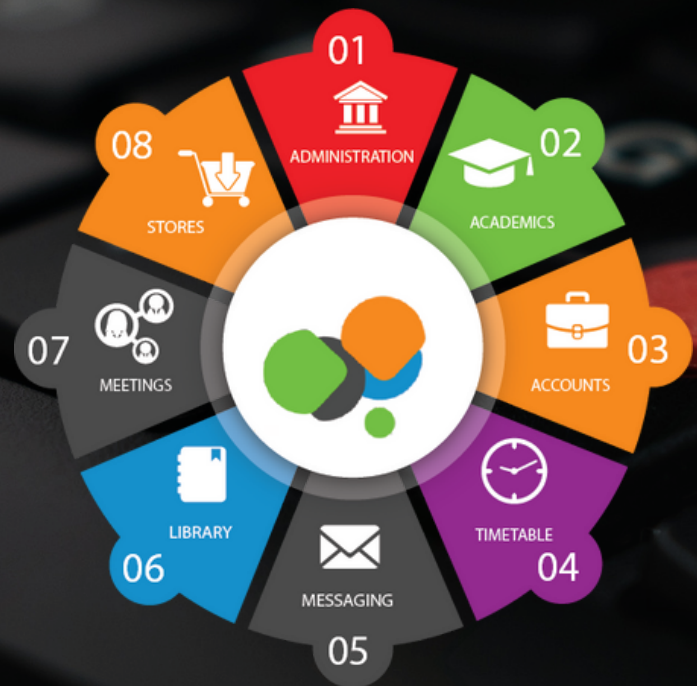 01
ADMINISTRATION
02
ACADEMICS
03
ACCOUNTS
TIMETABLE
04
MESSAGING
05
LIBRARY
06
07
MEETINGS
08
STORES